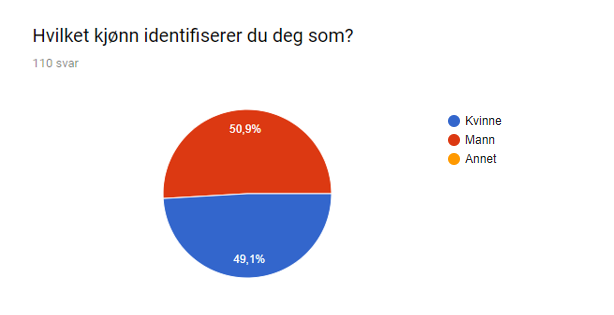 Hvilket kjønn identifiserer du deg som?
110 svar
50,9%
49,1%
Kvinne
Mann
Annet